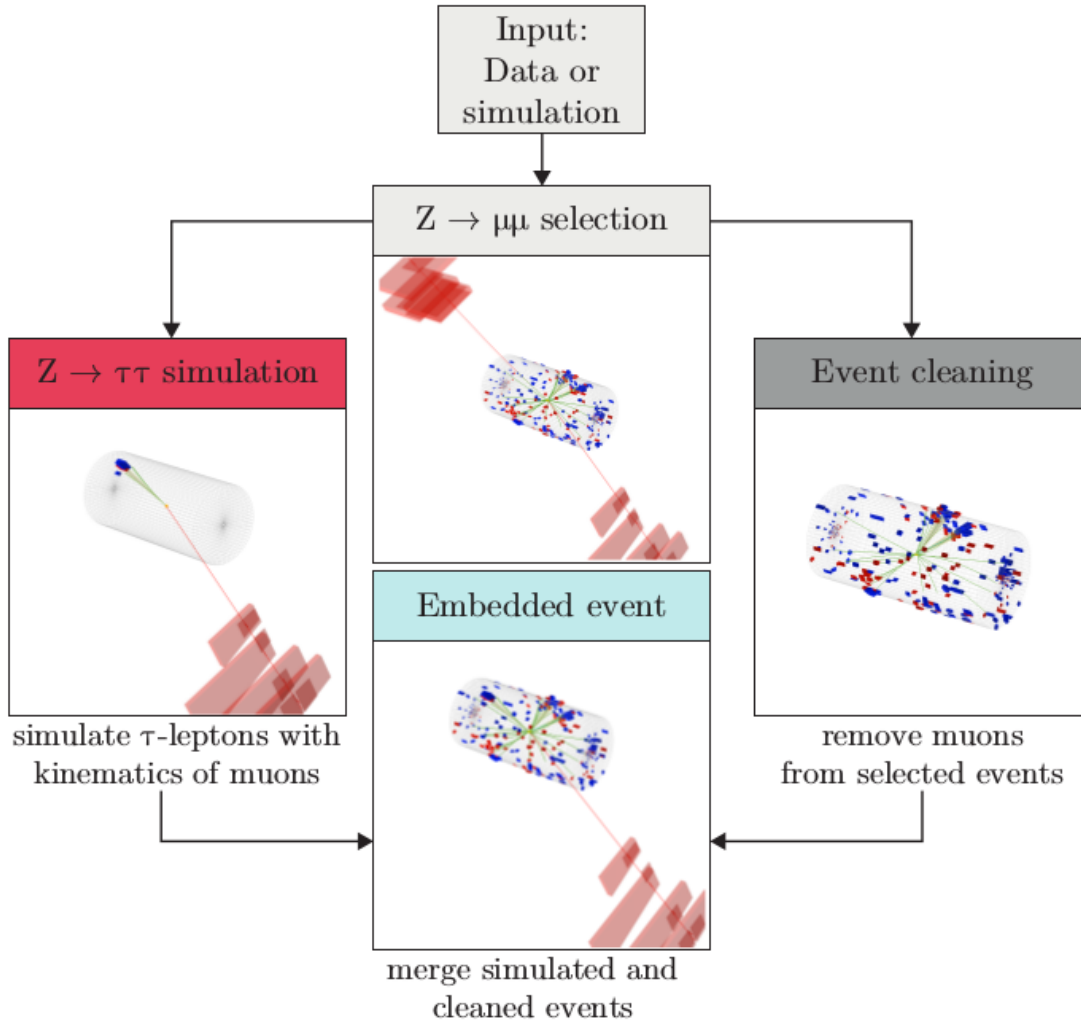 Input:
Data or
simulation
Z → μμ selection
Z → ττ simulation
Event cleaning
Embedded event
simulate τ-leptons with
kinematics of muons
remove muons
from selected events
merge simulated and
cleaned events